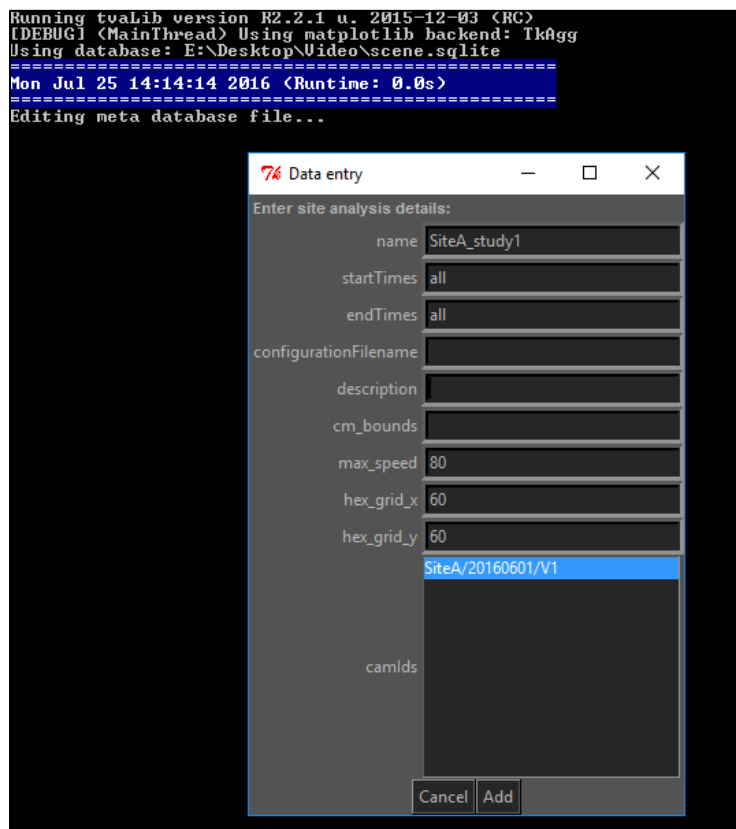 Running tvaLib version R2.2.1 u. 2015-12-03 (RC)
[DEBUG] (MainThread) Using matplotlib backend: TkAgg
Using database: E:\Desktop\Video\scene.sqlite
=======================================================
Mon Jul 25 14:14:14 2016 (Runtime: 0.0s)
=======================================================
Editing meta database file...
Data entry
Enter site analysis details:
name SiteA_study1
startTimes all
endTimes all
configurationFilename
description
cm_bounds
max_speed 80
hex_grid_x 60
hex_grid_y 60
SiteA/20160601/V1
camIds
Cancel Add